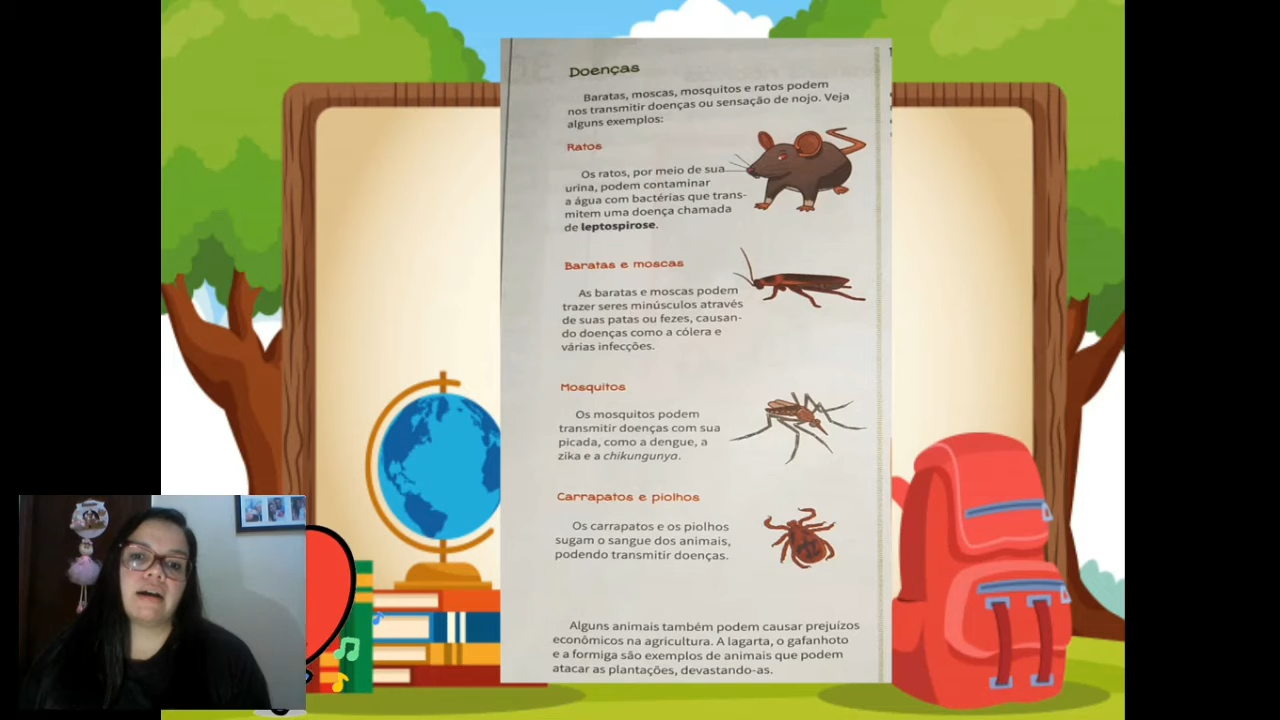 Doenças
Baratas, moscas, mosquitos e ratos podem
nos transmitir doenças ou sensação de nojo. Veja
alguns exemplos:
Ratos
Os ratos, por meio de sua
urina, podem contaminar
a água com bactérias que trans-
mitem uma doença chamada
de leptospirose.
Baratas e moscas
As baratas e moscas podem
trazer seres minúsculos através
de suas patas ou fezes, causan-
do doenças como a cólera e
várias infecções.
Mosquitos
Os mosquitos podem
transmitir doenças com sua
picada, como a dengue, a
zika e a chikungunya.
Carrapatos e piolhos
Os carrapatos e os piolhos
sugam o sangue dos animais,
podendo transmitir doenças.
Alguns animais também podem causar prejuízos
econômicos na agricultura. A lagarta, o gafanhoto
e a formiga são exemplos de animais que podem
atacar as plantações, devastando-as.